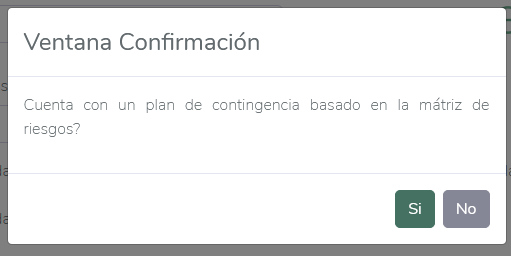 Ventana Confirmación
Cuenta con un plan de contingencia basado en la mátriz de
riesgos?
Si
No